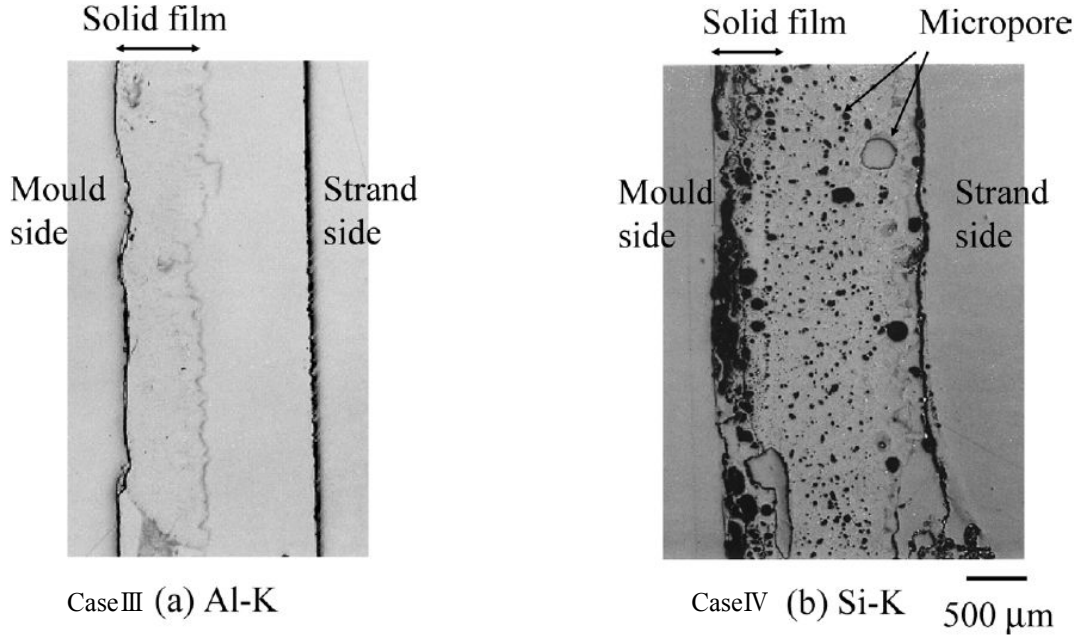 Solid film
Mould side
Strand side
CaseⅢ (a) Al-K
Solid film
Micropore
Mould side
Strand side
CaseⅣ (b) Si-K
500 μm